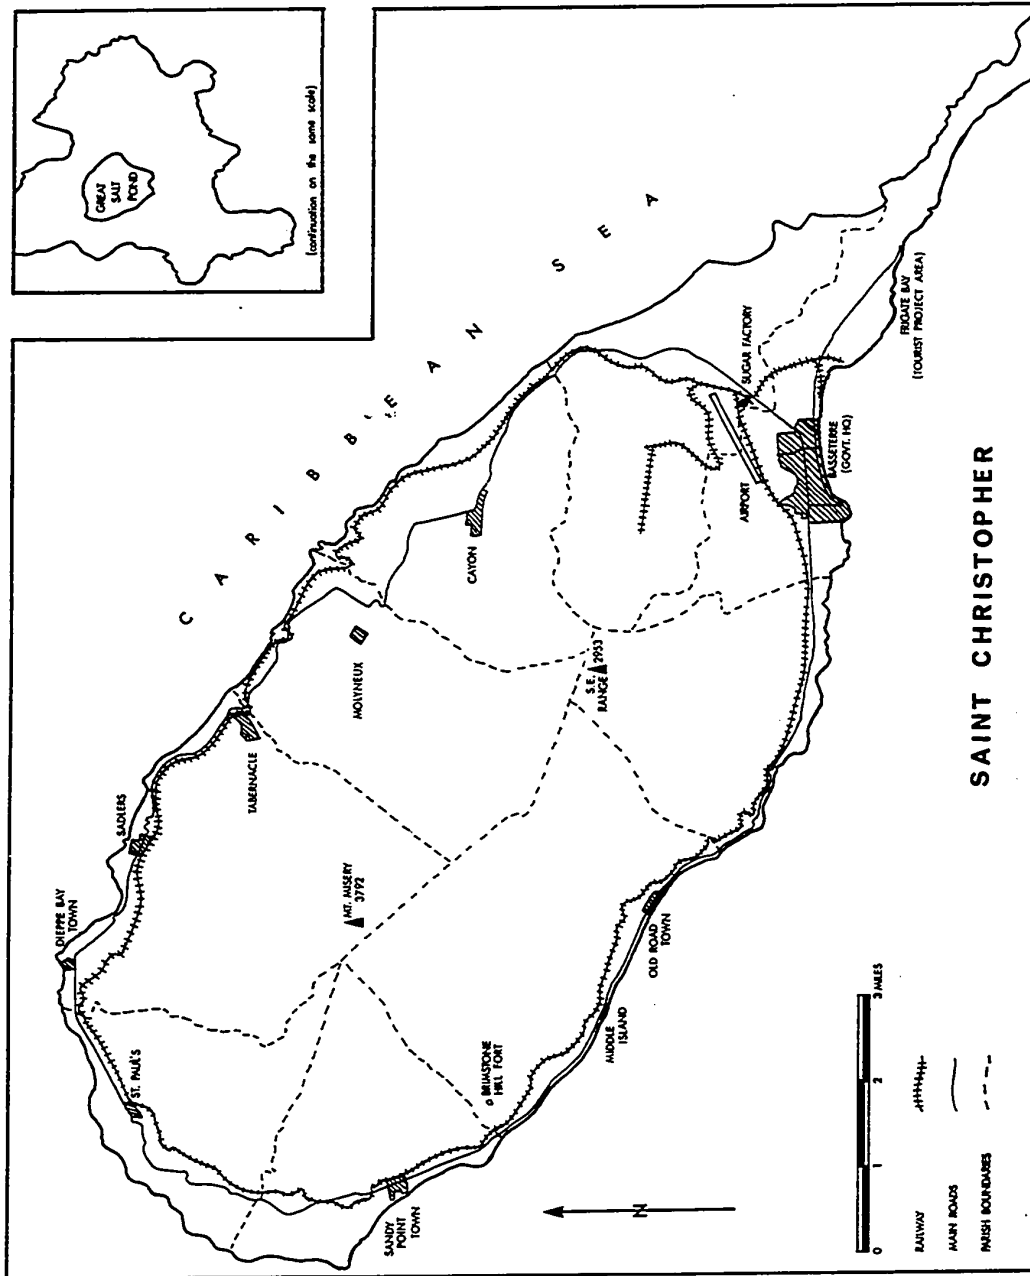 GREAT
SALT
POND
(continuation on the same scale)
CARIBBEAN SEA
DIEPPE BAY
TOWN
SADLERS
ST. PAUL'S
TABERNACLE
MOLYNEUX
CAYON
MT. MISERY
3792
S.E.
RANGE
2953
SANDY
POINT
TOWN
BRIMSTONE
HILL FORT
MIDDLE
ISLAND
OLD ROAD
TOWN
AIRPORT
SUGAR FACTORY
BASSETERRE
(GOVT. HQ)
FRIGATE BAY
(TOURIST PROJECT AREA)
N
0 1 2 3 MILES
RAILWAY
MAIN ROADS
PARISH BOUNDARIES
SAINT CHRISTOPHER